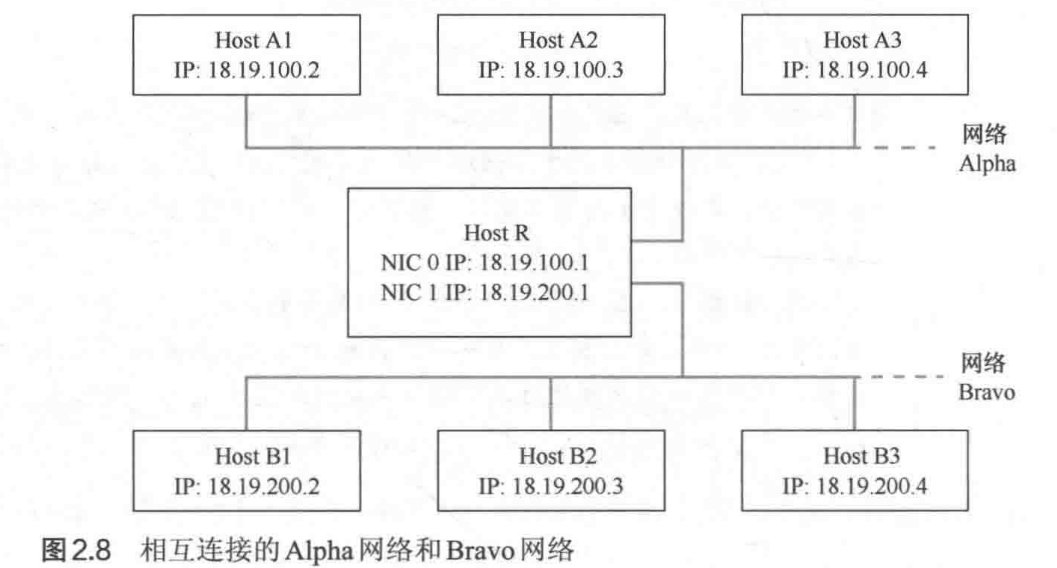 Host A1
IP: 18.19.100.2
Host A2
IP: 18.19.100.3
Host A3
IP: 18.19.100.4
网络
Alpha
Host R
NIC 0 IP: 18.19.100.1
NIC 1 IP: 18.19.200.1
网络
Bravo
Host B1
IP: 18.19.200.2
Host B2
IP: 18.19.200.3
Host B3
IP: 18.19.200.4
图2.8 相互连接的Alpha网络和Bravo网络